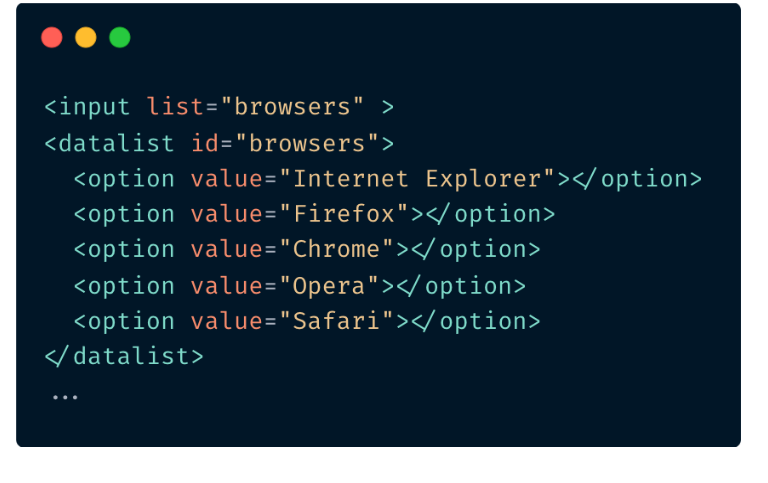 <input list="browsers" >
<datalist id="browsers">
  <option value="Internet Explorer"></option>
  <option value="Firefox"></option>
  <option value="Chrome"></option>
  <option value="Opera"></option>
  <option value="Safari"></option>
</datalist>
...